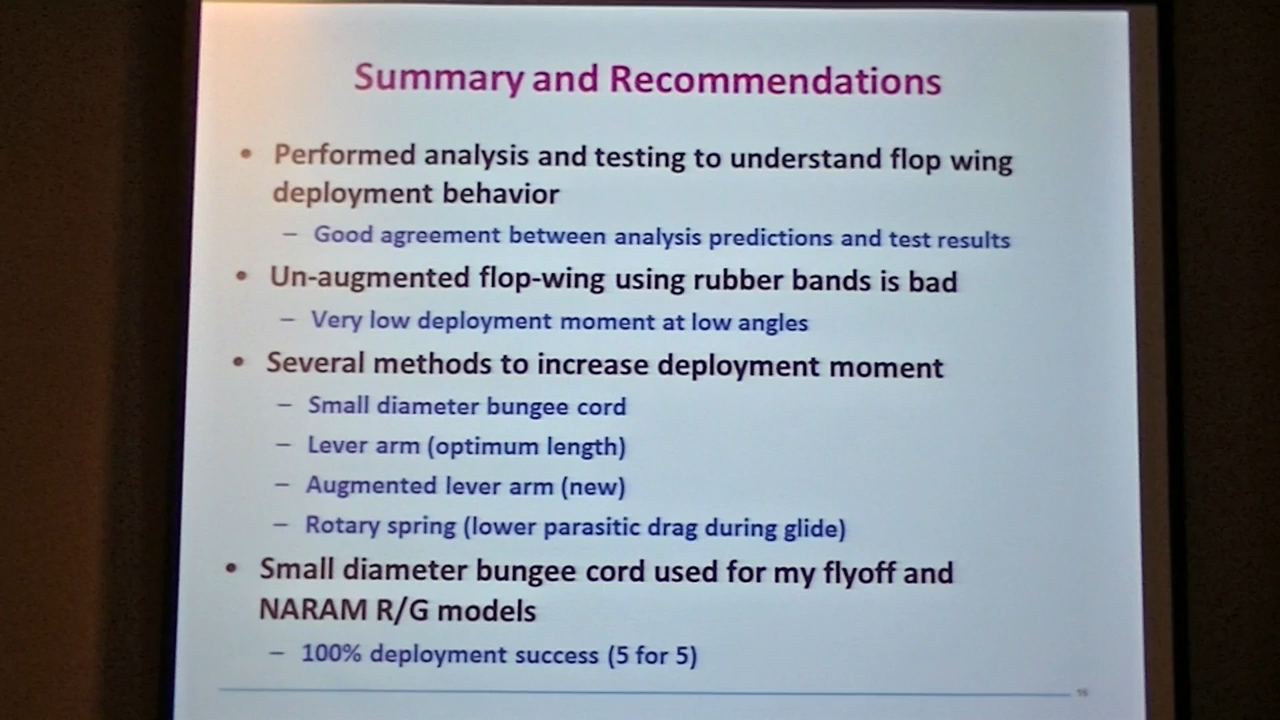 Summary and Recommendations
• Performed analysis and testing to understand flop wing
deployment behavior
– Good agreement between analysis predictions and test results
• Un-augmented flop-wing using rubber bands is bad
– Very low deployment moment at low angles
• Several methods to increase deployment moment
– Small diameter bungee cord
– Lever arm (optimum length)
– Augmented lever arm (new)
– Rotary spring (lower parasitic drag during glide)
• Small diameter bungee cord used for my flyoff and
NARAM R/G models
– 100% deployment success (5 for 5)